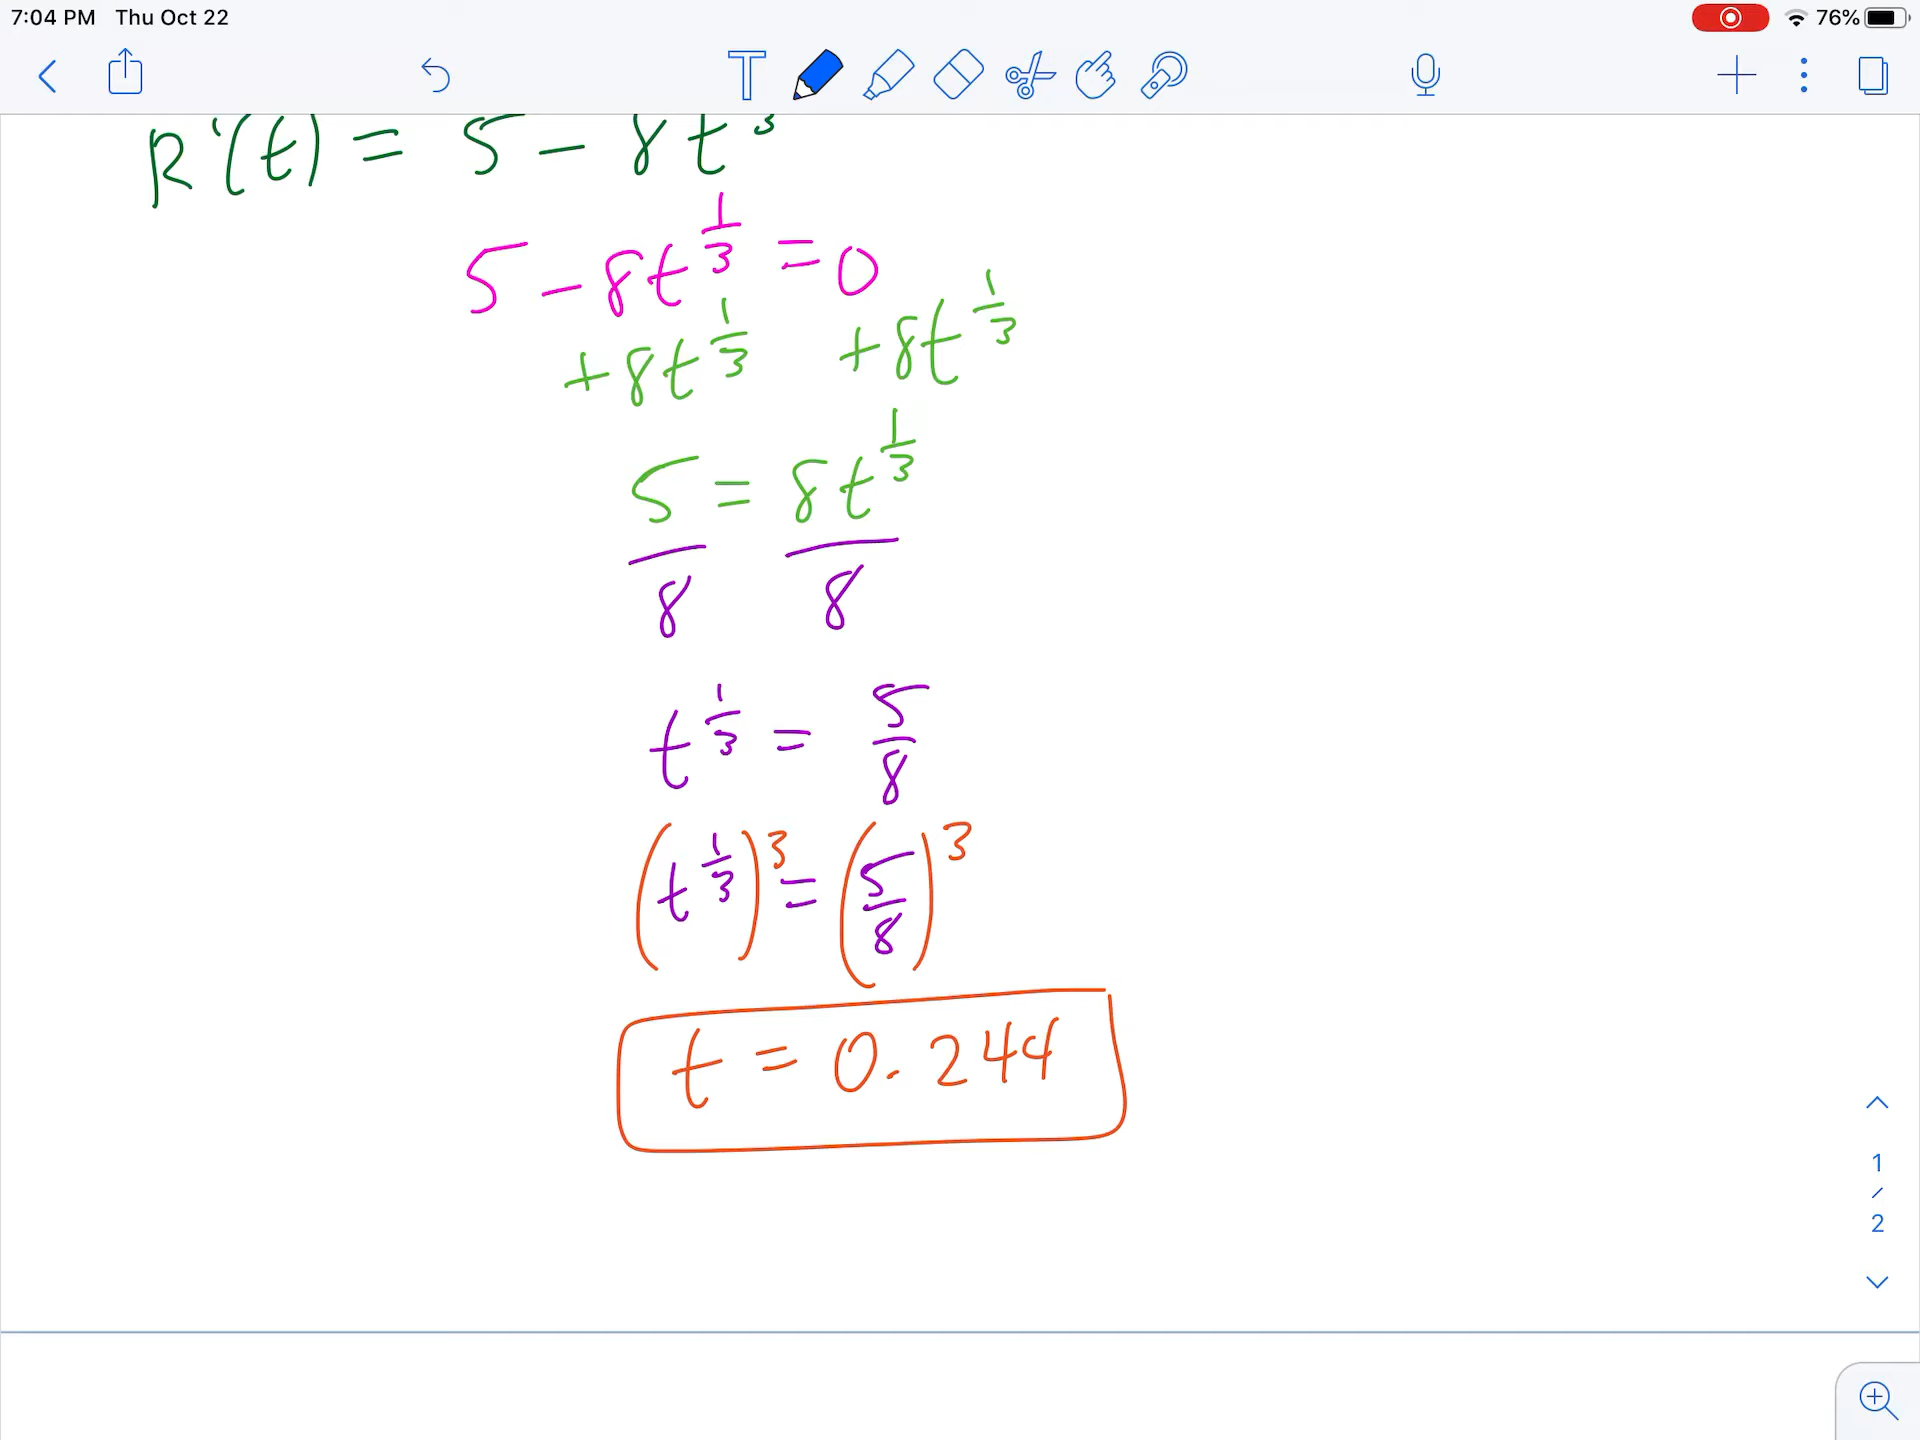 7:04 PM Thu Oct 22 76%
T
R'(t) = 5 - 8t^3
5 - 8t^(1/3) = 0
+8t^(1/3) +8t^(1/3)
5 = 8t^(1/3)
8 8
t^(1/3) = 5/8
(t^(1/3))^3 = (5/8)^3
t = 0.244
1
/
2